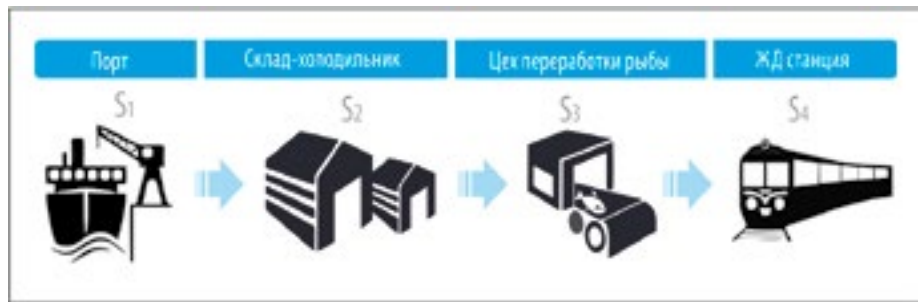 Порт
Склад-холодильник
Цех переработки рыбы
ЖД станция
S1
S2
S3
S4